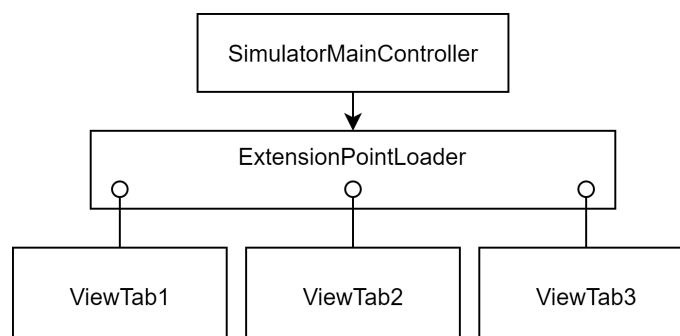 SimulatorMainController
ExtensionPointLoader
ViewTab1
ViewTab2
ViewTab3